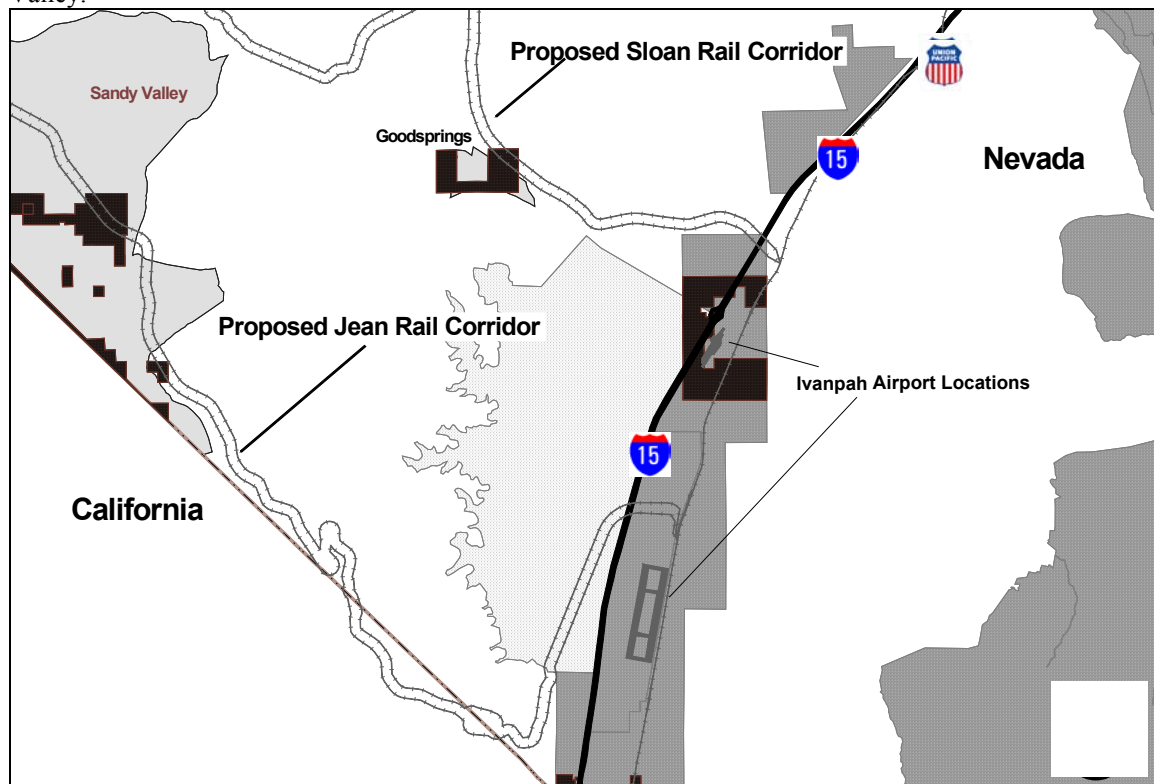 Valley.
Proposed Sloan Rail Corridor
UNION
PACIFIC
Sandy Valley
Goodsprings
15
Nevada
Proposed Jean Rail Corridor
Ivanpah Airport Locations
15
California